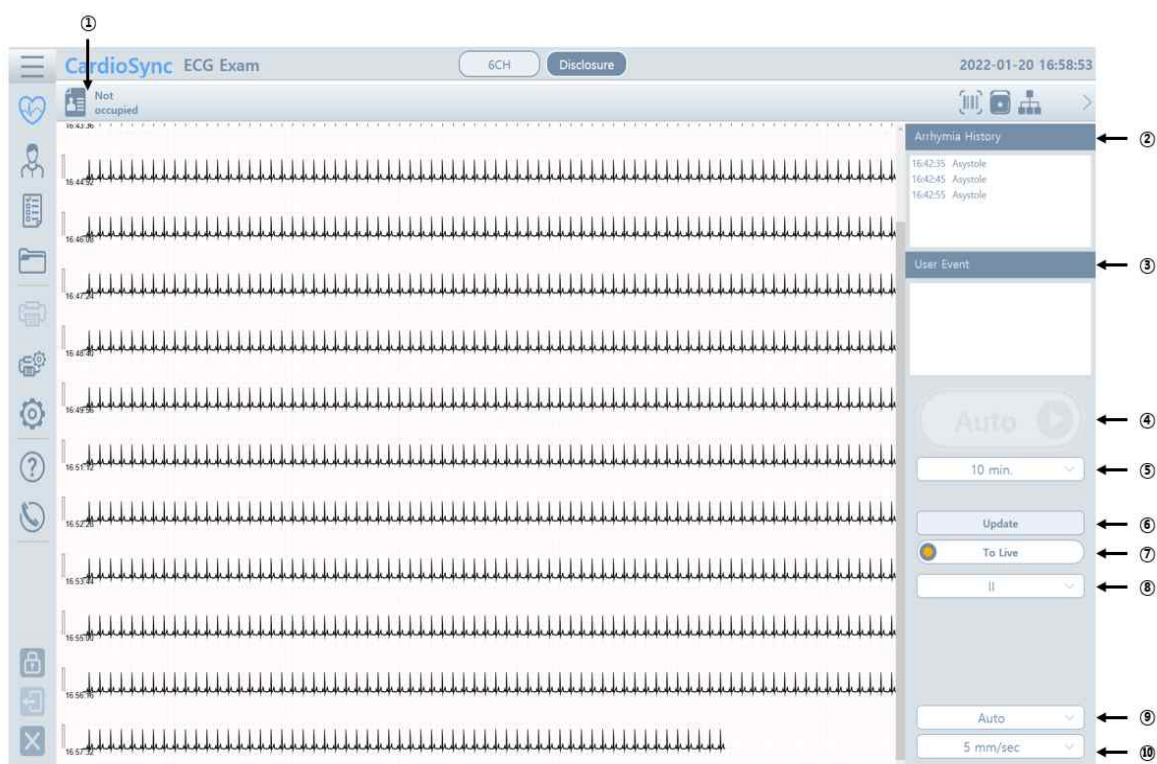 ①
CardioSync ECG Exam 6CH Disclosure 2022-01-20 16:58:53
Not
occupied
16:43:36
Arrhymia History ②
16:42:35 Asystole
16:42:45 Asystole
16:42:55 Asystole
16:44:52
16:46:08
User Event ③
16:47:24
16:48:40
16:49:56
Auto ④
16:51:12
10 min. ⑤
16:52:28
Update ⑥
To Live ⑦
16:53:44
II ⑧
16:55:00
16:56:16
Auto ⑨
16:57:32
5 mm/sec ⑩